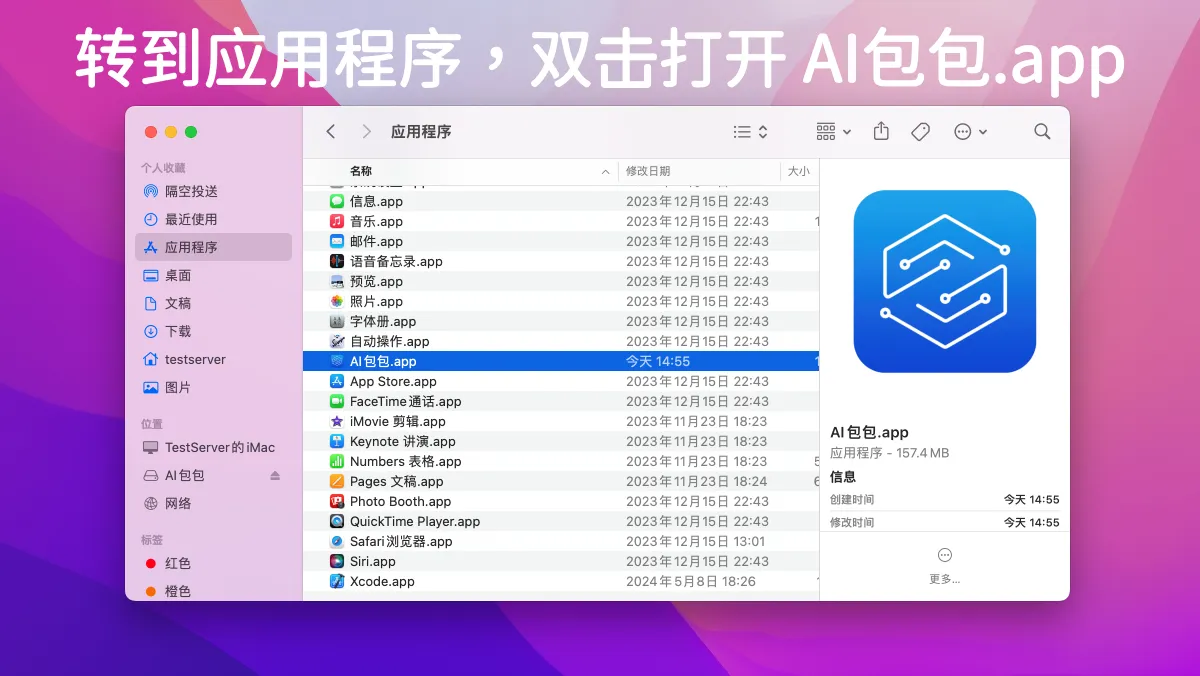 转到应用程序，双击打开 AI包包.app
应用程序
个人收藏
隔空投送
最近使用
应用程序
桌面
文稿
下载
testserver
图片
位置
TestServer的iMac
AI包包
网络
标签
红色
橙色
名称 修改日期 大小
信息.app 2023年12月15日 22:43
音乐.app 2023年12月15日 22:43
邮件.app 2023年12月15日 22:43
语音备忘录.app 2023年12月15日 22:43
预览.app 2023年12月15日 22:43
照片.app 2023年12月15日 22:43
字体册.app 2023年12月15日 22:43
自动操作.app 2023年12月15日 22:43
AI包包.app 今天 14:55
App Store.app 2023年12月15日 22:43
FaceTime通话.app 2023年12月15日 22:43
iMovie 剪辑.app 2023年11月23日 18:23
Keynote 讲演.app 2023年11月23日 18:23
Numbers 表格.app 2023年11月23日 18:23
Pages 文稿.app 2023年11月23日 18:24
Photo Booth.app 2023年12月15日 22:43
QuickTime Player.app 2023年12月15日 22:43
Safari浏览器.app 2023年12月15日 13:01
Siri.app 2023年12月15日 22:43
Xcode.app 2024年5月8日 18:26
AI包包.app
应用程序 - 157.4 MB
信息
创建时间 今天 14:55
修改时间 今天 14:55
更多...